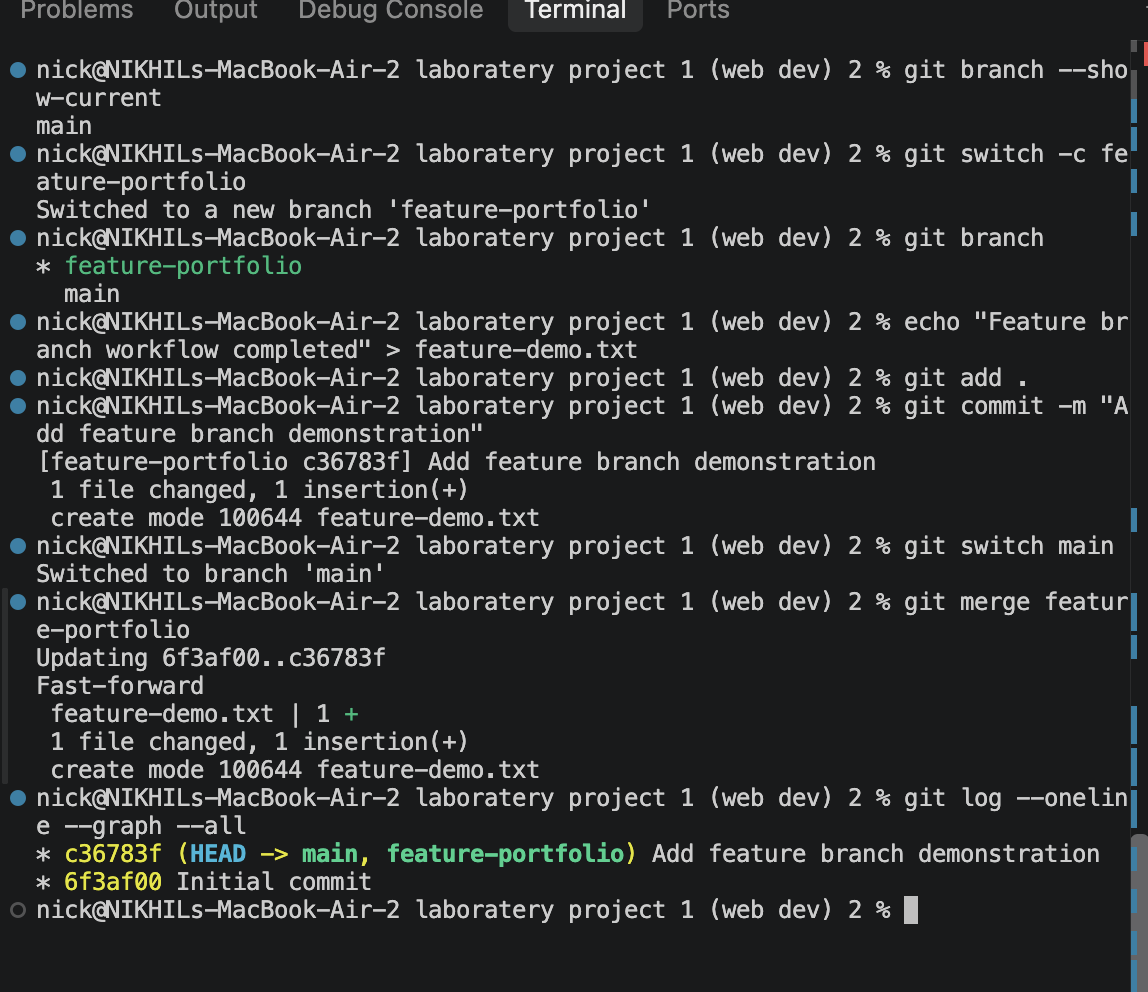 Problems Output Debug Console Terminal Ports
nick@NIKHILs-MacBook-Air-2 laboratery project 1 (web dev) 2 % git branch --sho
w-current
main
nick@NIKHILs-MacBook-Air-2 laboratery project 1 (web dev) 2 % git switch -c fe
ature-portfolio
Switched to a new branch 'feature-portfolio'
nick@NIKHILs-MacBook-Air-2 laboratery project 1 (web dev) 2 % git branch
* feature-portfolio
  main
nick@NIKHILs-MacBook-Air-2 laboratery project 1 (web dev) 2 % echo "Feature br
anch workflow completed" > feature-demo.txt
nick@NIKHILs-MacBook-Air-2 laboratery project 1 (web dev) 2 % git add .
nick@NIKHILs-MacBook-Air-2 laboratery project 1 (web dev) 2 % git commit -m "A
dd feature branch demonstration"
[feature-portfolio c36783f] Add feature branch demonstration
 1 file changed, 1 insertion(+)
 create mode 100644 feature-demo.txt
nick@NIKHILs-MacBook-Air-2 laboratery project 1 (web dev) 2 % git switch main
Switched to branch 'main'
nick@NIKHILs-MacBook-Air-2 laboratery project 1 (web dev) 2 % git merge featur
e-portfolio
Updating 6f3af00..c36783f
Fast-forward
 feature-demo.txt | 1 +
 1 file changed, 1 insertion(+)
 create mode 100644 feature-demo.txt
nick@NIKHILs-MacBook-Air-2 laboratery project 1 (web dev) 2 % git log --onelin
e --graph --all
* c36783f (HEAD -> main, feature-portfolio) Add feature branch demonstration
* 6f3af00 Initial commit
nick@NIKHILs-MacBook-Air-2 laboratery project 1 (web dev) 2 %